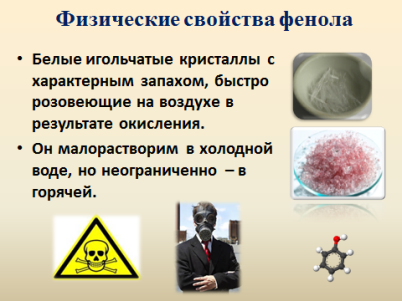 Физические свойства фенола
• Белые игольчатые кристаллы с
характерным запахом, быстро
розовеющие на воздухе в
результате окисления.
• Он малорастворим в холодной
воде, но неограниченно – в
горячей.